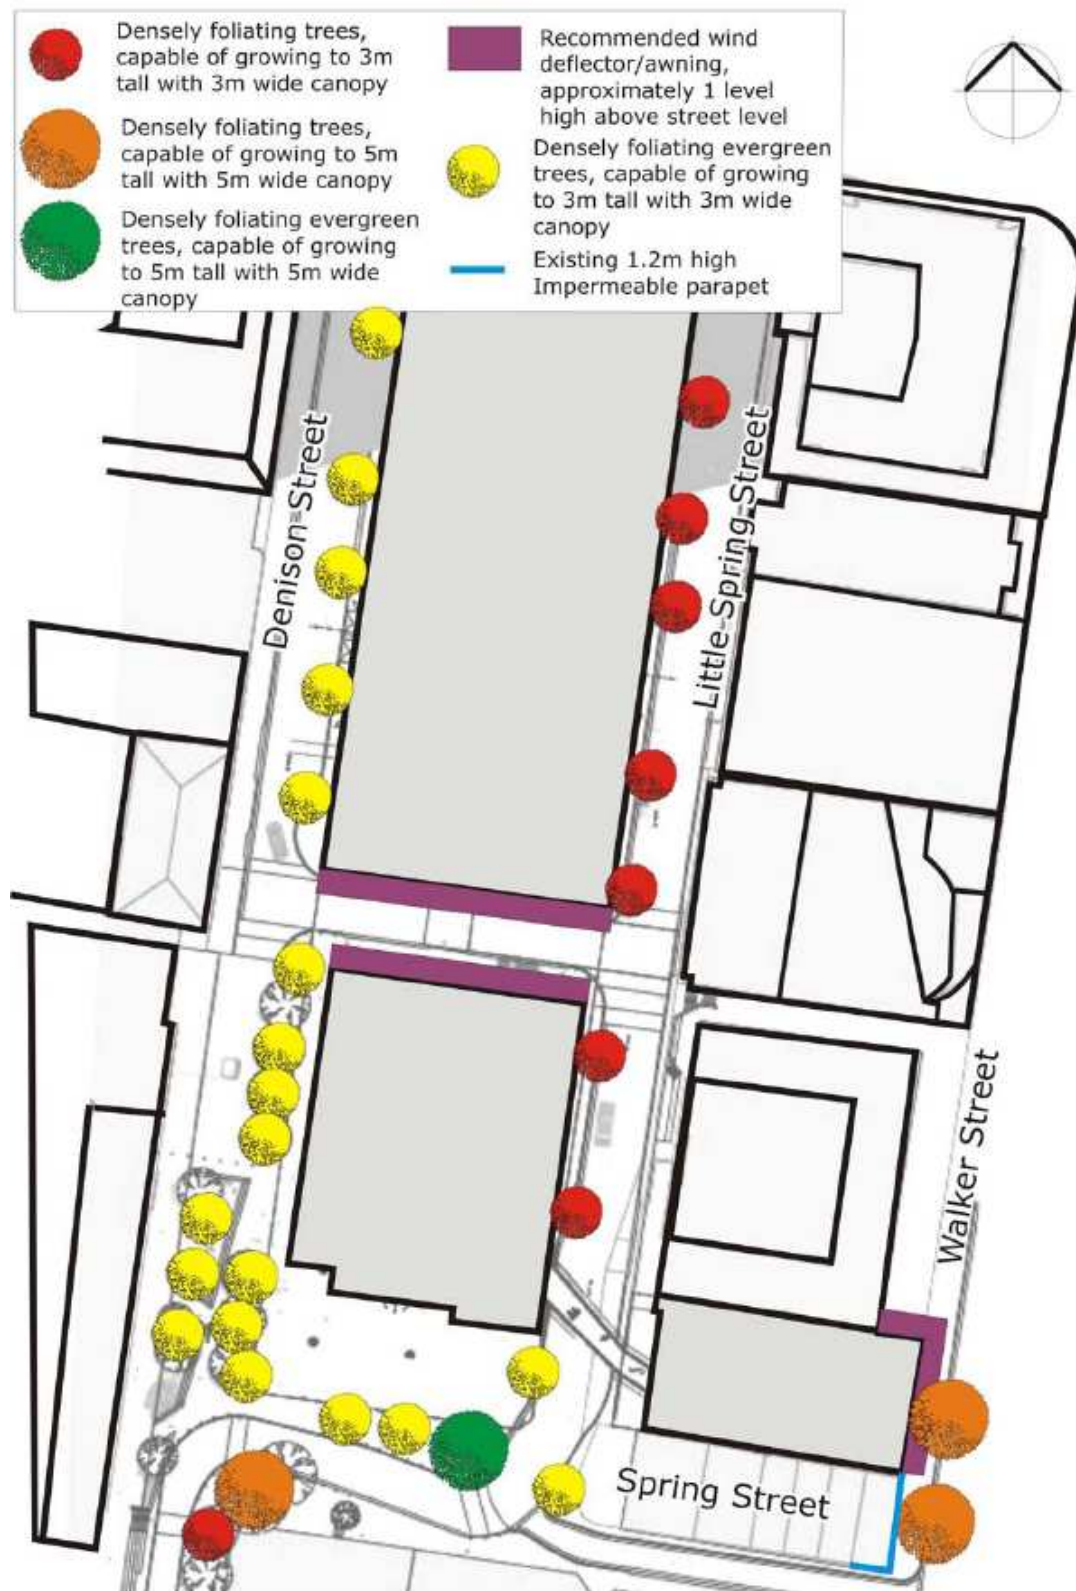 Densely foliating trees,
capable of growing to 3m
tall with 3m wide canopy
Densely foliating trees,
capable of growing to 5m
tall with 5m wide canopy
Densely foliating evergreen
trees, capable of growing
to 5m tall with 5m wide
canopy
Recommended wind
deflector/awning,
approximately 1 level
high above street level
Densely foliating evergreen
trees, capable of growing
to 3m tall with 3m wide
canopy
Existing 1.2m high
Impermeable parapet
Denison Street
Little Spring Street
Walker Street
Spring Street